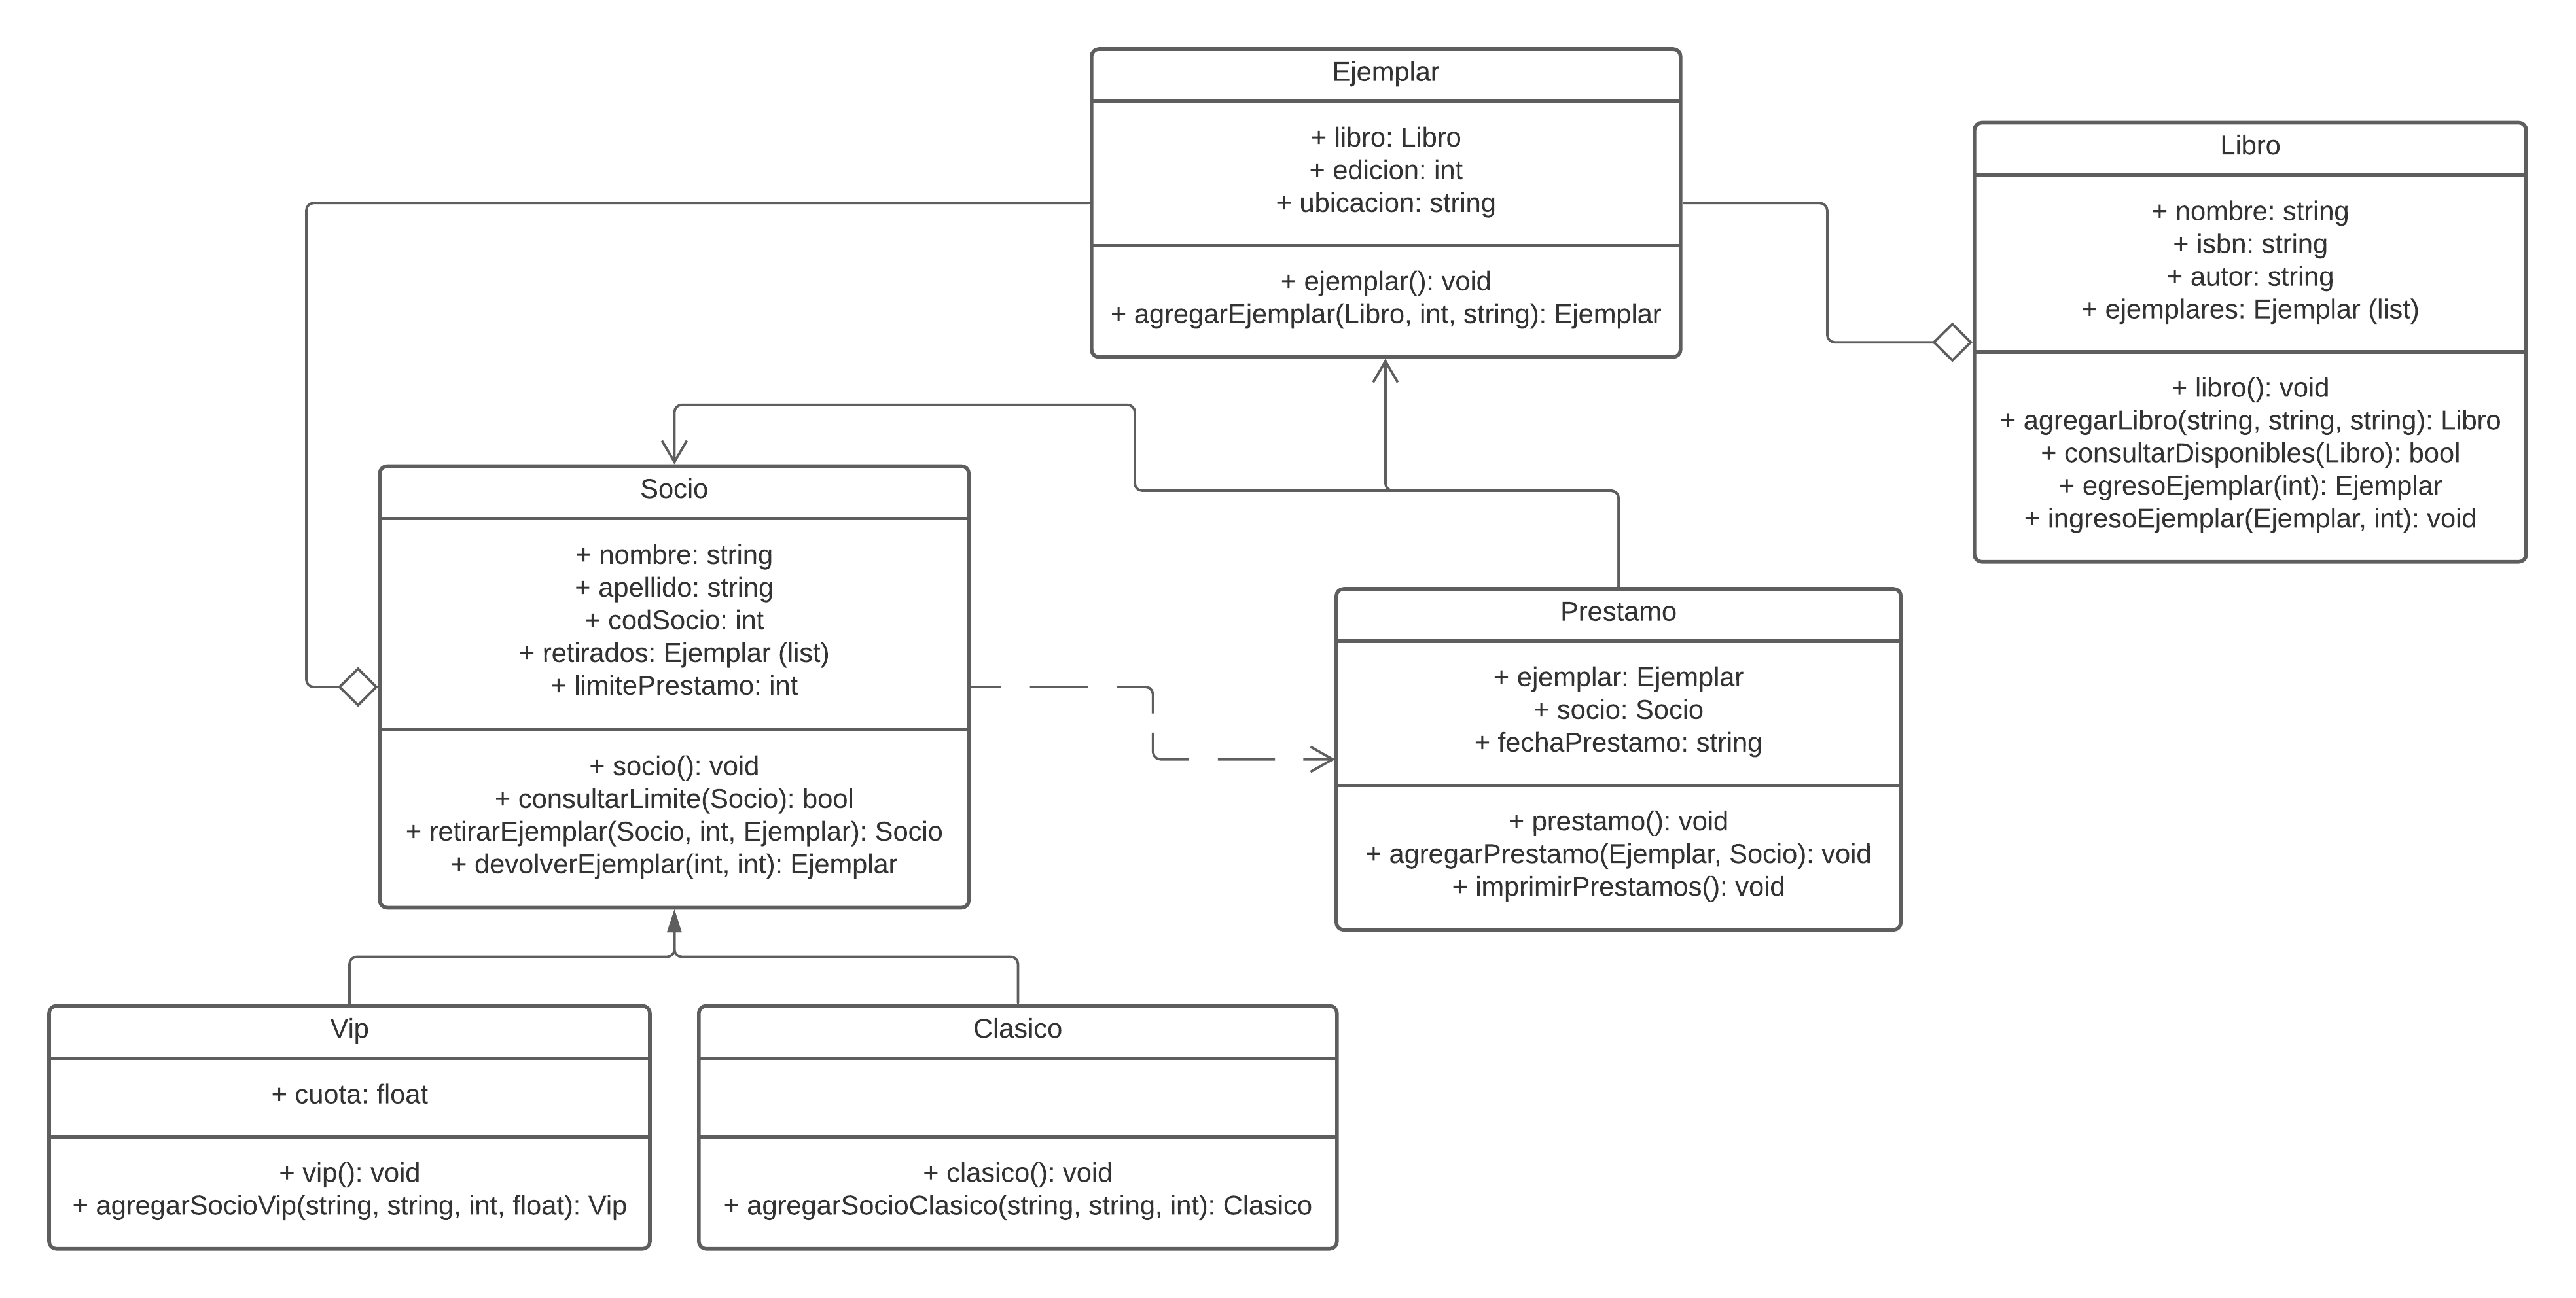 Ejemplar
+ libro: Libro
+ edicion: int
+ ubicacion: string
+ ejemplar(): void
+ agregarEjemplar(Libro, int, string): Ejemplar
Libro
+ nombre: string
+ isbn: string
+ autor: string
+ ejemplares: Ejemplar (list)
+ libro(): void
+ agregarLibro(string, string, string): Libro
+ consultarDisponibles(Libro): bool
+ egresoEjemplar(int): Ejemplar
+ ingresoEjemplar(Ejemplar, int): void
Socio
+ nombre: string
+ apellido: string
+ codSocio: int
+ retirados: Ejemplar (list)
+ limitePrestamo: int
+ socio(): void
+ consultarLimite(Socio): bool
+ retirarEjemplar(Socio, int, Ejemplar): Socio
+ devolverEjemplar(int, int): Ejemplar
Prestamo
+ ejemplar: Ejemplar
+ socio: Socio
+ fechaPrestamo: string
+ prestamo(): void
+ agregarPrestamo(Ejemplar, Socio): void
+ imprimirPrestamos(): void
Vip
+ cuota: float
+ vip(): void
+ agregarSocioVip(string, string, int, float): Vip
Clasico
+ clasico(): void
+ agregarSocioClasico(string, string, int): Clasico